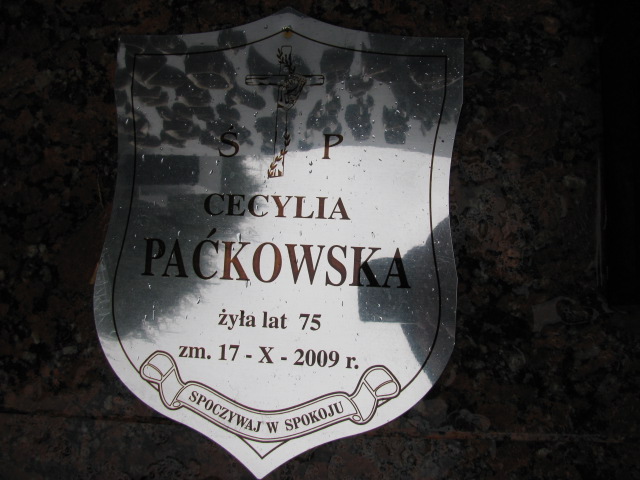 Ś P
CECYLIA
PAĆKOWSKA
żyła lat 75
zm. 17 - X - 2009 r.
SPOCZYWAJ W SPOKOJU